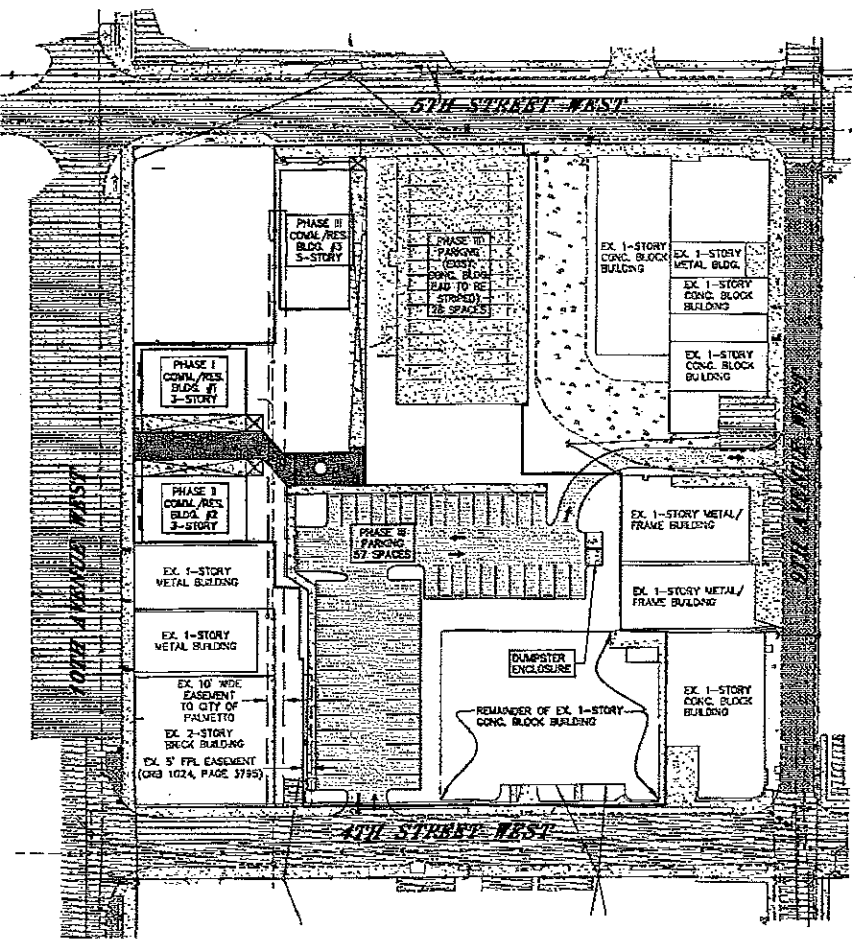 5TH STREET WEST
PHASE III
COMM./RES.
BLDG. #3
3-STORY
PHASE III
PARKING
(EXIST.
CONC. BLDG.
PAD TO BE
STRIPED)
28 SPACES
EX. 1-STORY
CONC. BLOCK
BUILDING
EX. 1-STORY
METAL BLDG.
EX. 1-STORY
CONC. BLOCK
BUILDING
EX. 1-STORY
CONC. BLOCK
BUILDING
PHASE I
COMM./RES.
BLDG. #1
3-STORY
10TH AVENUE WEST
9TH AVENUE WEST
PHASE II
COMM./RES.
BLDG. #2
3-STORY
PHASE III
PARKING
57 SPACES
EX. 1-STORY METAL/
FRAME BUILDING
EX. 1-STORY
METAL BUILDING
EX. 1-STORY METAL/
FRAME BUILDING
EX. 1-STORY
METAL BUILDING
DUMPSTER
ENCLOSURE
EX. 10' WIDE
EASEMENT
TO CITY OF
PALMETTO
EX. 2-STORY
BRICK BUILDING
EX. 5' FPL EASEMENT
(ORB 1024, PAGE 3795)
REMAINDER OF EX. 1-STORY
CONC. BLOCK BUILDING
EX. 1-STORY
CONC. BLOCK
BUILDING
4TH STREET WEST